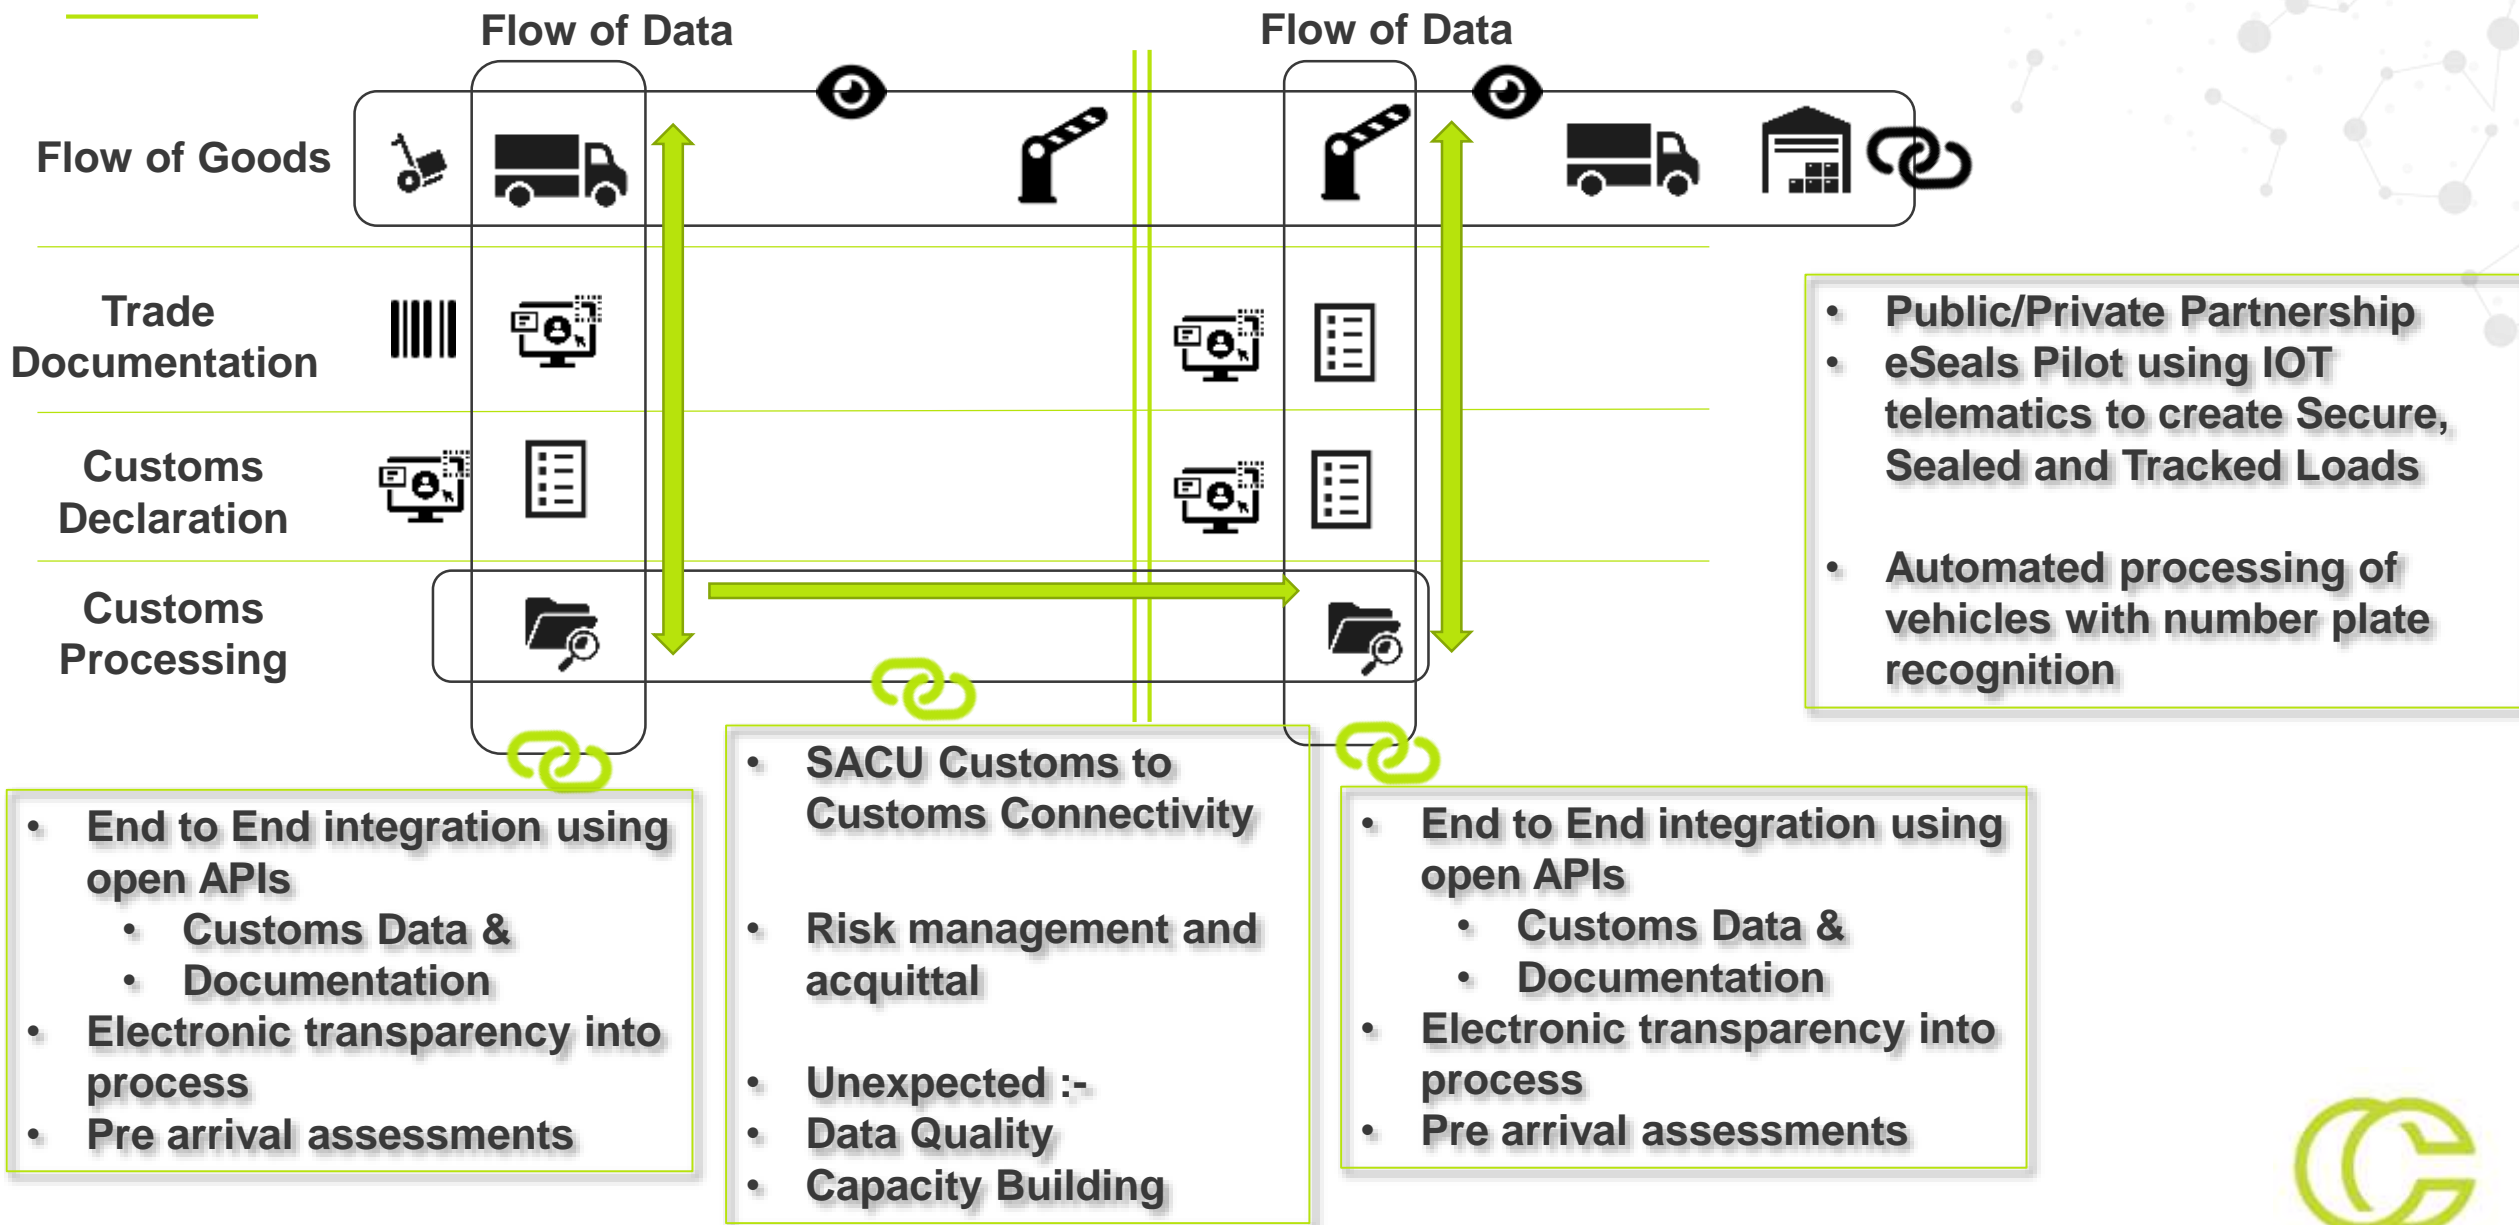 Flow of Data
Flow of Data
Flow of Goods
Trade
Documentation
Customs
Declaration
Customs
Processing
• Public/Private Partnership
• eSeals Pilot using IOT
telematics to create Secure,
Sealed and Tracked Loads
• Automated processing of
vehicles with number plate
recognition
• End to End integration using
open APIs
• Customs Data &
• Documentation
• Electronic transparency into
process
• Pre arrival assessments
• SACU Customs to
Customs Connectivity
• Risk management and
acquittal
• Unexpected :-
• Data Quality
• Capacity Building
• End to End integration using
open APIs
• Customs Data &
• Documentation
• Electronic transparency into
process
• Pre arrival assessments